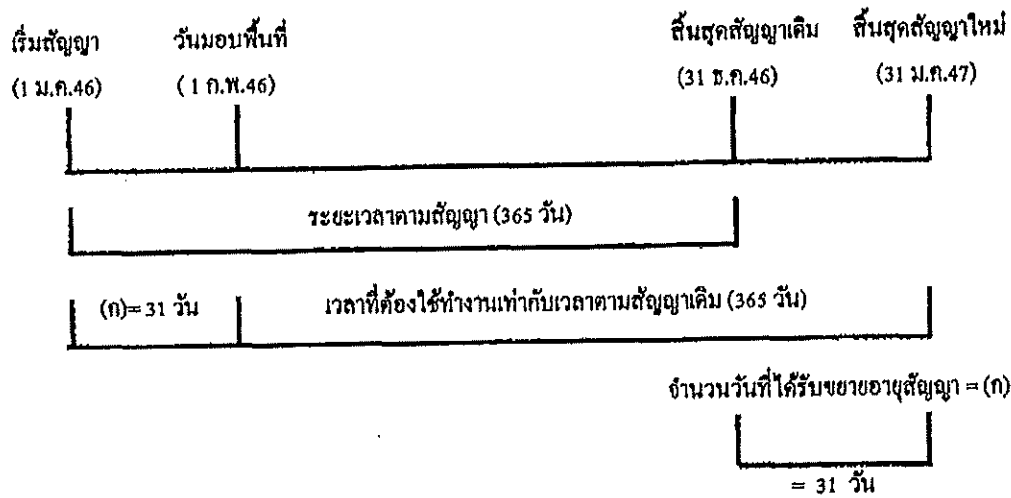 เริ่มสัญญา วันมอบพื้นที่ สิ้นสุดสัญญาเดิม สิ้นสุดสัญญาใหม่
(1 ม.ค.46) (1 ก.พ.46) (31 ธ.ค.46) (31 ม.ค.47)
ระยะเวลาตามสัญญา (365 วัน)
(ก)= 31 วัน เวลาที่ต้องใช้ทำงานเท่ากับเวลาตามสัญญาเดิม (365 วัน)
จำนวนวันที่ได้รับขยายอายุสัญญา = (ก)
= 31 วัน